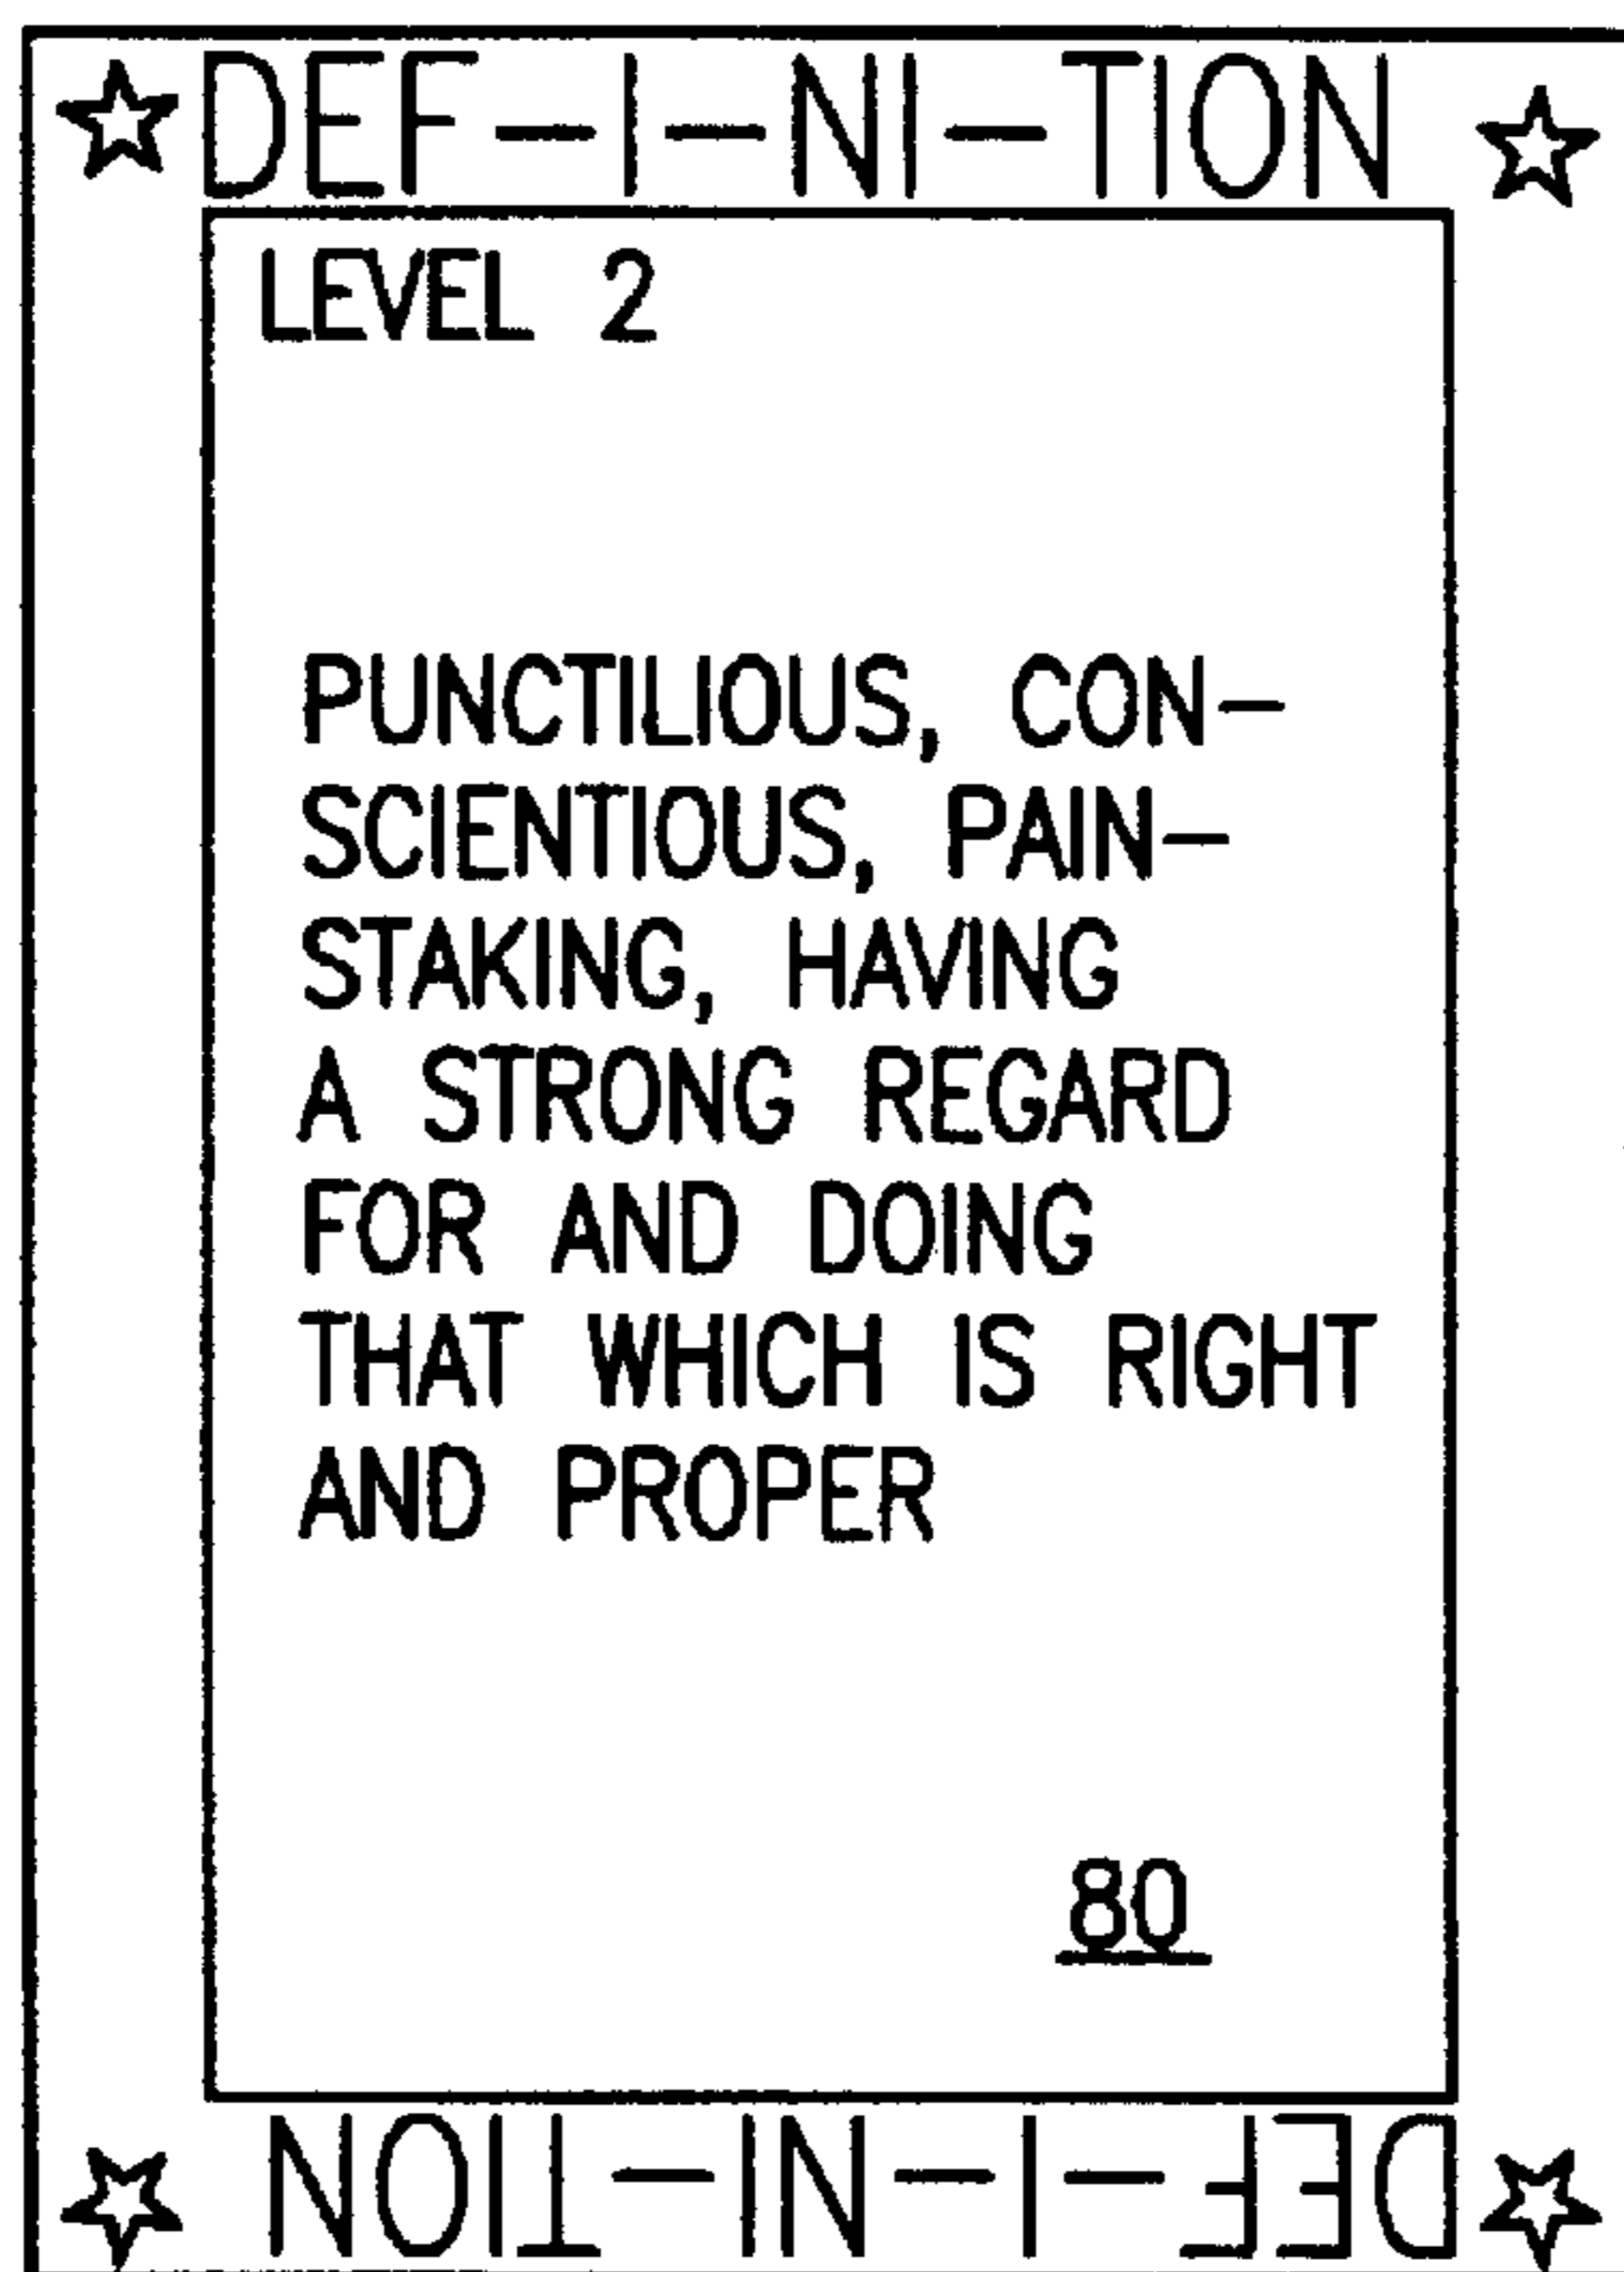 DEF-I-NI-TION
LEVEL 2
PUNCTILIOUS, CON-
SCIENTIOUS, PAIN-
STAKING, HAVING
A STRONG REGARD
FOR AND DOING
THAT WHICH IS RIGHT
AND PROPER
80
DEF-I-NI-TION